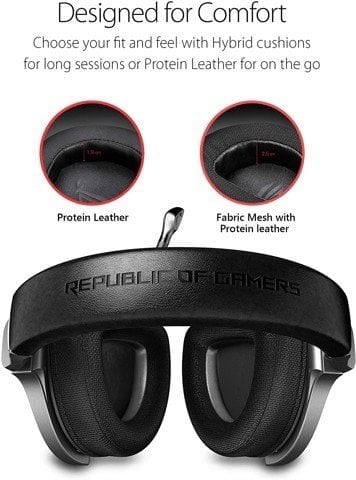 Designed for Comfort
Choose your fit and feel with Hybrid cushions
for long sessions or Protein Leather for on the go
Protein Leather
Fabric Mesh with
Protein leather
REPUBLIC OF GAMERS